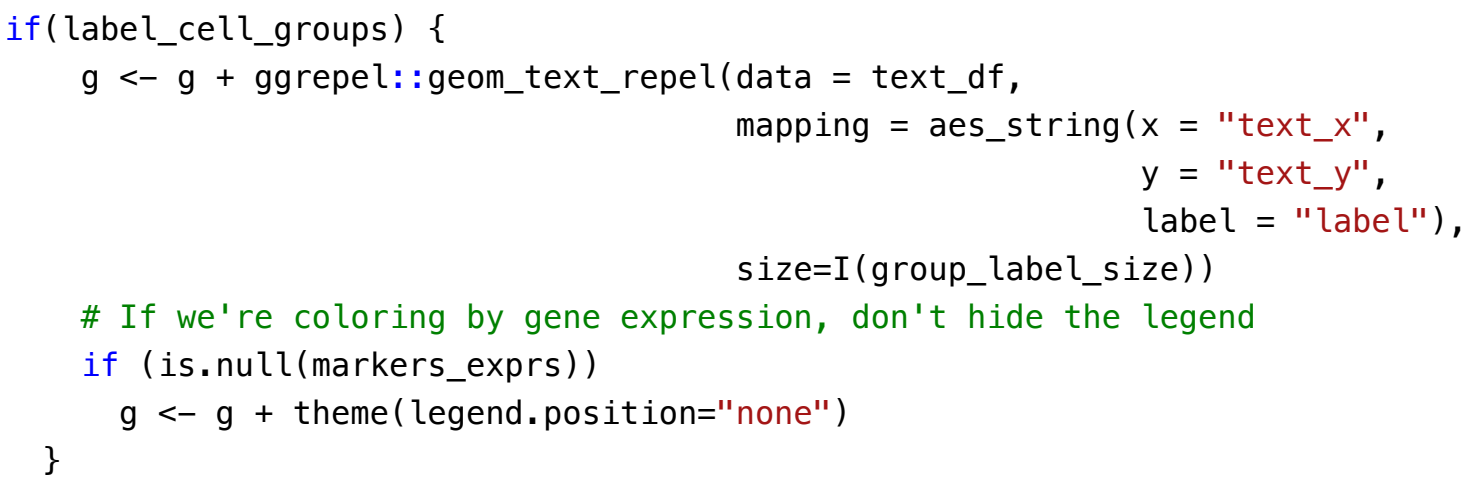 if(label_cell_groups) {
    g <- g + ggrepel::geom_text_repel(data = text_df,
                                      mapping = aes_string(x = "text_x",
                                                           y = "text_y",
                                                           label = "label"),
                                      size=I(group_label_size))
    # If we're coloring by gene expression, don't hide the legend
    if (is.null(markers_exprs))
      g <- g + theme(legend.position="none")
  }